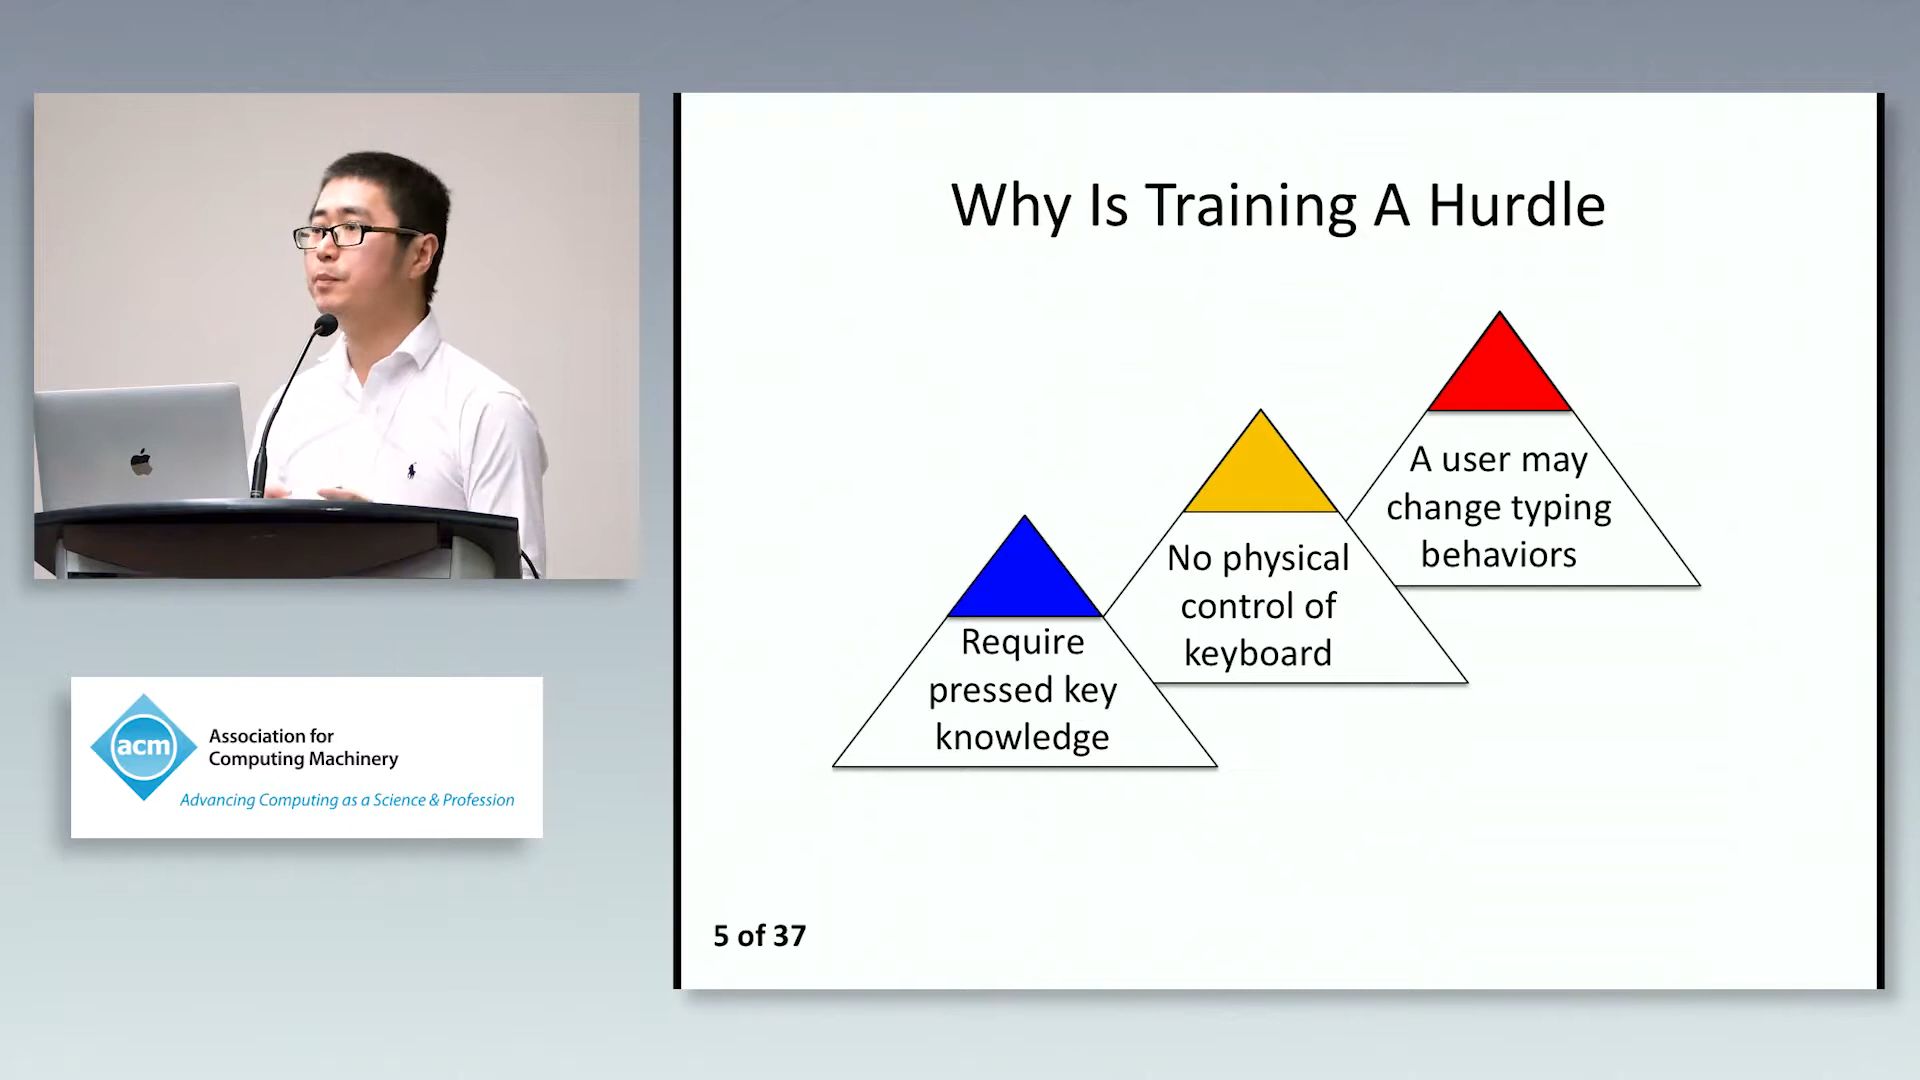 Why Is Training A Hurdle
A user may
change typing
behaviors
No physical
control of
keyboard
Require
pressed key
knowledge
5 of 37
acm
Association for
Computing Machinery
Advancing Computing as a Science & Profession